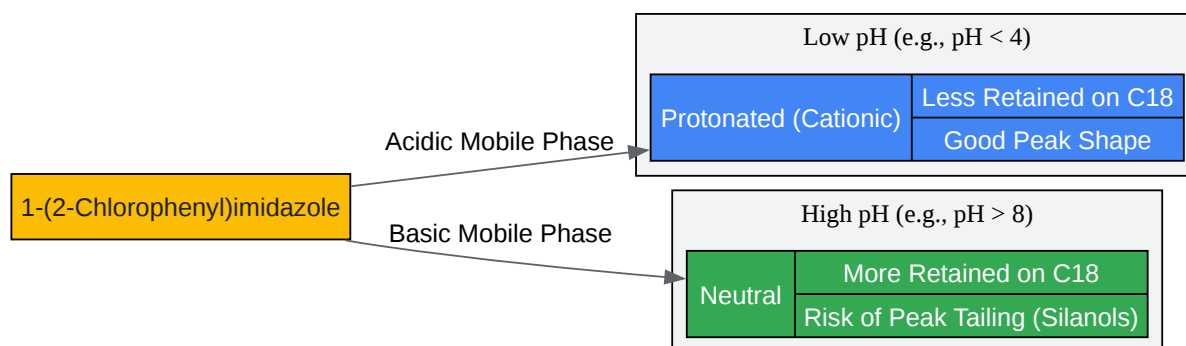 1-(2-Chlorophenyl)imidazole
Acidic Mobile Phase
Basic Mobile Phase
Low pH (e.g., pH < 4)
Protonated (Cationic)
Less Retained on C18
Good Peak Shape
High pH (e.g., pH > 8)
Neutral
More Retained on C18
Risk of Peak Tailing (Silanols)